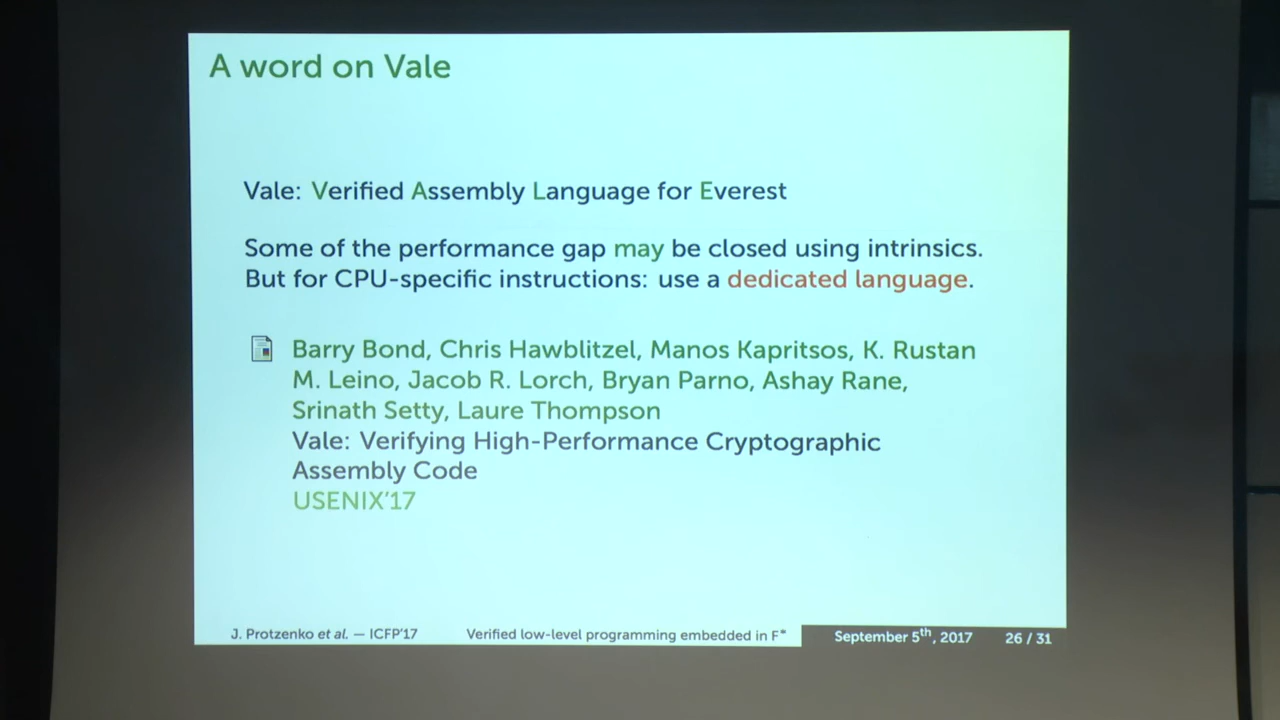 A word on Vale
Vale: Verified Assembly Language for Everest
Some of the performance gap may be closed using intrinsics.
But for CPU-specific instructions: use a dedicated language.
Barry Bond, Chris Hawblitzel, Manos Kapritsos, K. Rustan
M. Leino, Jacob R. Lorch, Bryan Parno, Ashay Rane,
Srinath Setty, Laure Thompson
Vale: Verifying High-Performance Cryptographic
Assembly Code
USENIX'17
J. Protzenko et al. — ICFP'17 Verified low-level programming embedded in F* September 5th, 2017 26 / 31